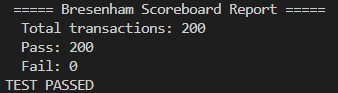 ===== Bresenham Scoreboard Report =====
Total transactions: 200
Pass: 200
Fail: 0
TEST PASSED